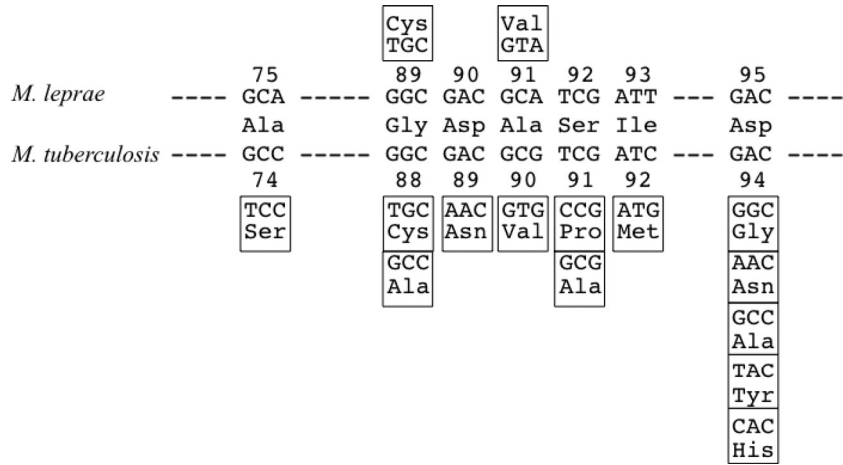 Cys Val
TGC GTA
75 89 90 91 92 93 95
M. leprae ---- GCA ----- GGC GAC GCA TCG ATT --- GAC ----
Ala Gly Asp Ala Ser Ile Asp
M. tuberculosis ---- GCC ----- GGC GAC GCG TCG ATC --- GAC ----
74 88 89 90 91 92 94
TCC TGC AAC GTG CCG ATG GGC
Ser Cys Asn Val Pro Met Gly
GCC GCG AAC
Ala Ala Asn
GCC
Ala
TAC
Tyr
CAC
His